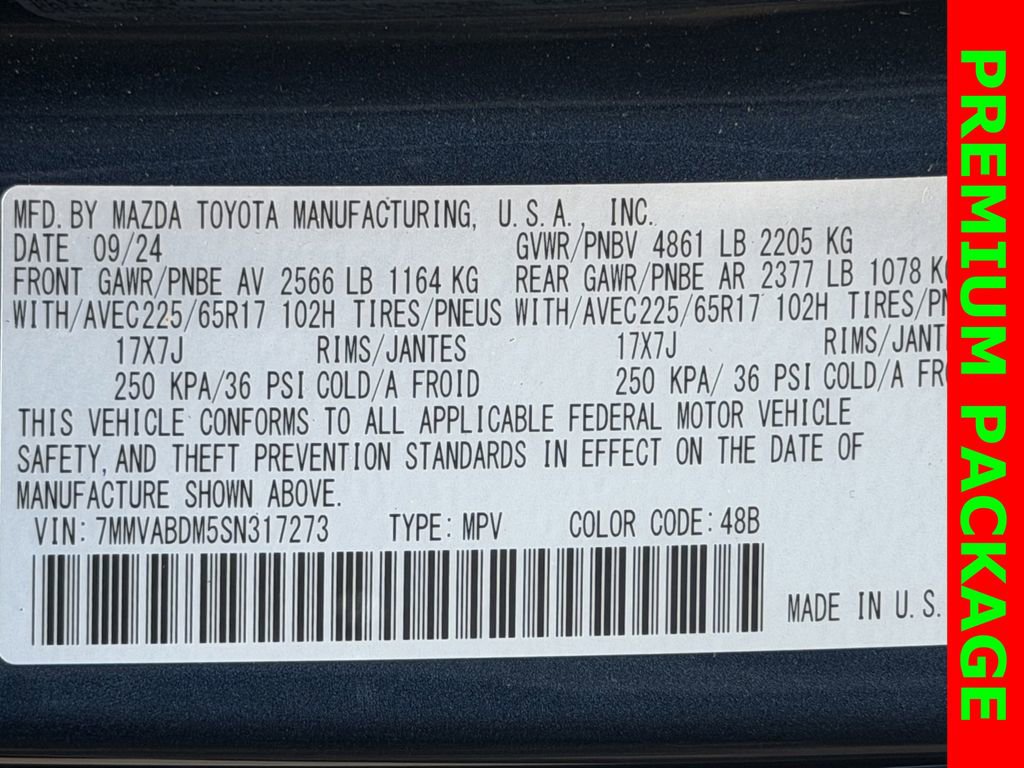 MFD. BY MAZDA TOYOTA MANUFACTURING, U.S.A., INC.
DATE 09/24 GVWR/PNBV 4861 LB 2205 KG
FRONT GAWR/PNBE AV 2566 LB 1164 KG REAR GAWR/PNBE AR 2377 LB 1078 K
WITH/AVEC225/65R17 102H TIRES/PNEUS WITH/AVEC225/65R17 102H TIRES/PN
17X7J RIMS/JANTES 17X7J RIMS/JANT
250 KPA/36 PSI COLD/A FROID 250 KPA/ 36 PSI COLD/A FR
THIS VEHICLE CONFORMS TO ALL APPLICABLE FEDERAL MOTOR VEHICLE
SAFETY, AND THEFT PREVENTION STANDARDS IN EFFECT ON THE DATE OF
MANUFACTURE SHOWN ABOVE.
VIN: 7MMVABDM5SN317273 TYPE: MPV COLOR CODE: 48B
MADE IN U.S.
PREMIUM PACKAGE